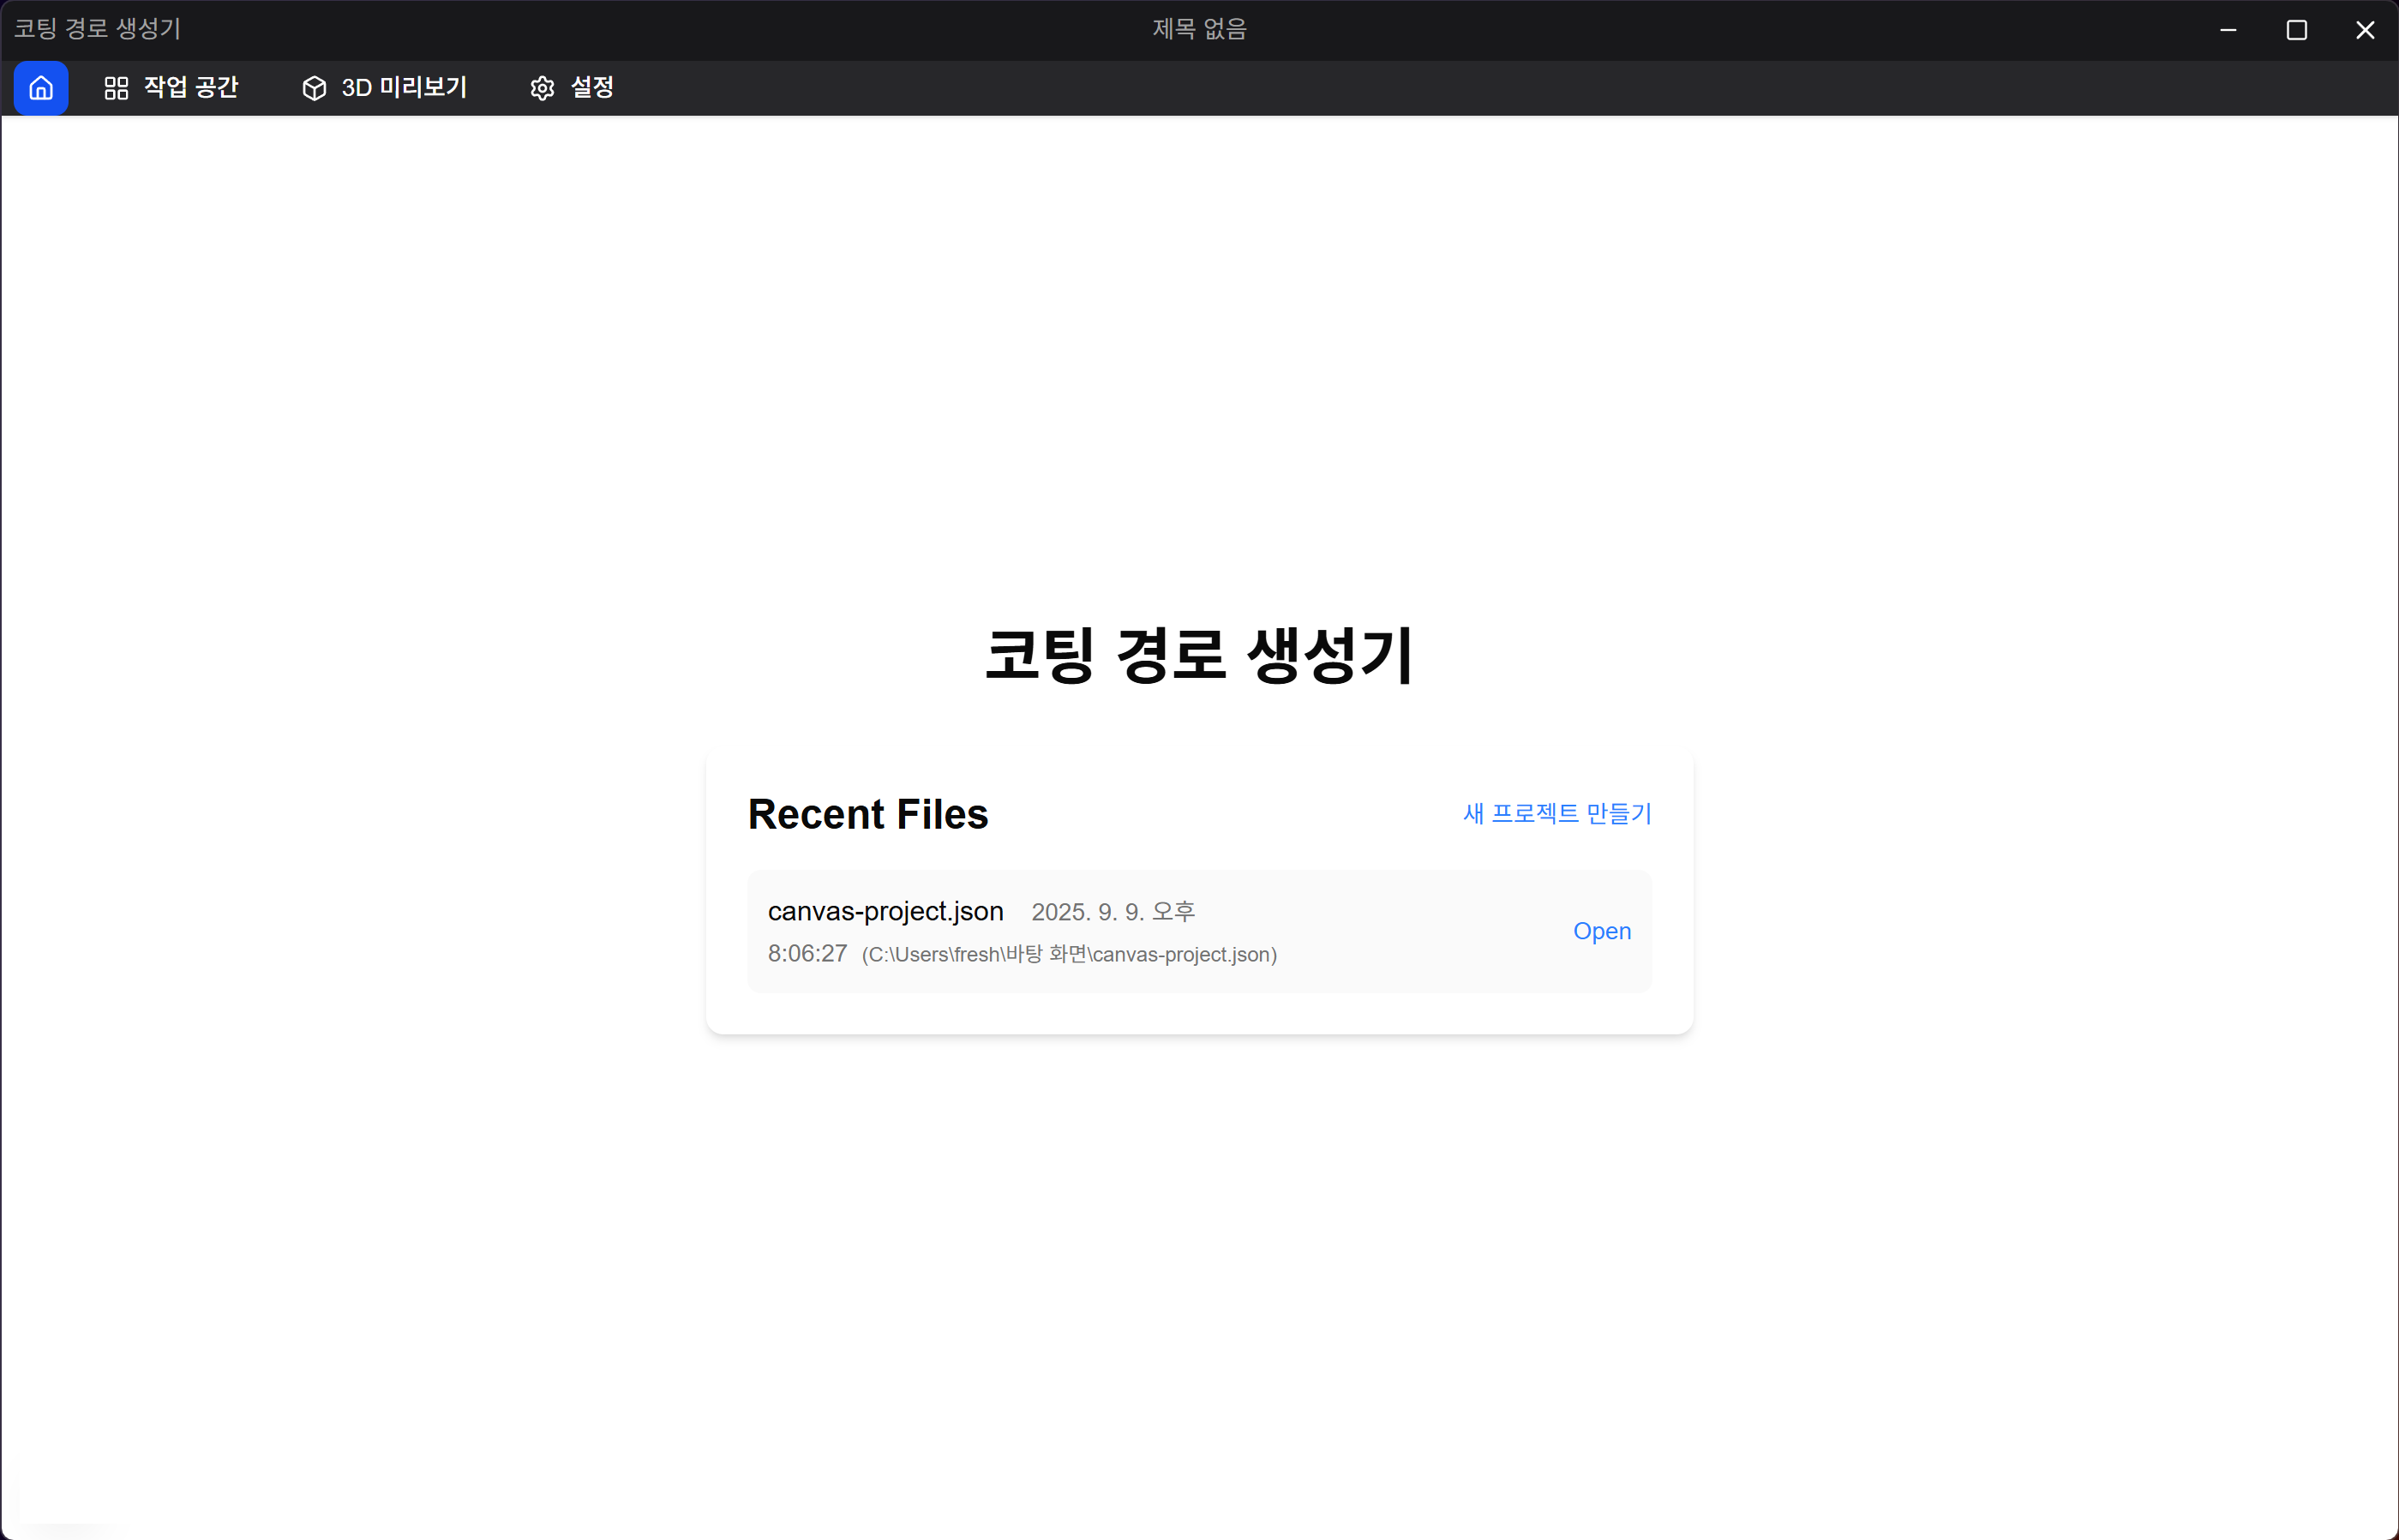 코팅 경로 생성기
제목 없음
작업 공간
3D 미리보기
설정
코팅 경로 생성기
Recent Files
새 프로젝트 만들기
canvas-project.json 2025. 9. 9. 오후
8:06:27 (C:\Users\fresh\바탕 화면\canvas-project.json)
Open